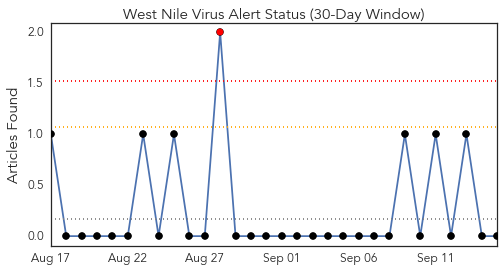 West Nile Virus Alert Status (30-Day Window)
Articles Found
2.0
1.5
1.0
0.5
0.0
Aug 17 Aug 22 Aug 27 Sep 01 Sep 06 Sep 11